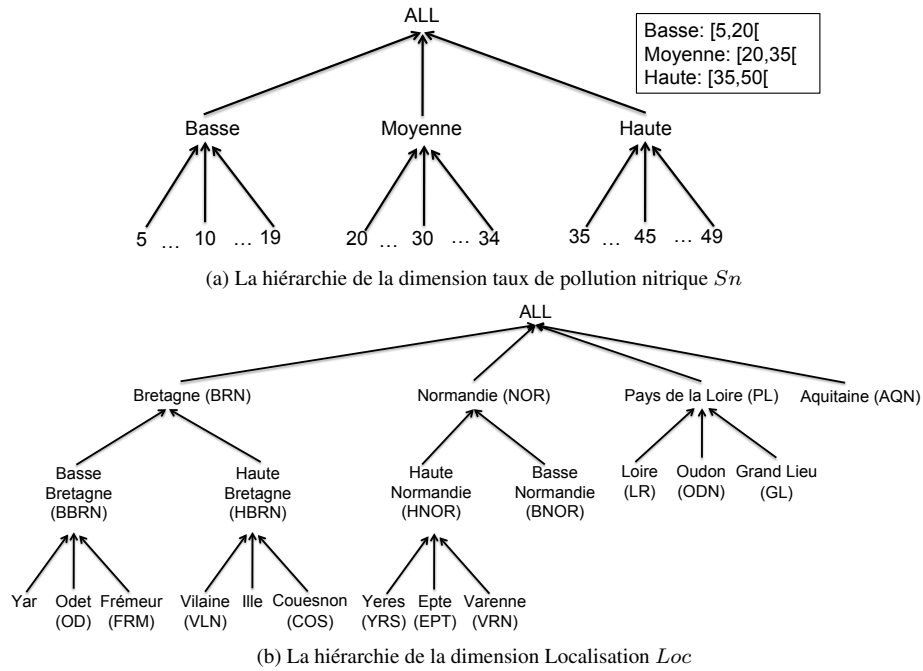 ALL
Basse: [5,20[
Moyenne: [20,35[
Haute: [35,50[
Basse Moyenne Haute
5 ... 10 ... 19 20 ... 30 ... 34 35 ... 45 ... 49
(a) La hiérarchie de la dimension taux de pollution nitrique Sn
ALL
Bretagne (BRN) Normandie (NOR) Pays de la Loire (PL) Aquitaine (AQN)
Basse
Bretagne
(BBRN)
Haute
Bretagne
(HBRN)
Haute
Normandie
(HNOR)
Basse
Normandie
(BNOR)
Loire
(LR)
Oudon
(ODN)
Grand Lieu
(GL)
Yar
Odet
(OD)
Frémeur
(FRM)
Vilaine
(VLN)
Ille
Couesnon
(COS)
Yeres
(YRS)
Epte
(EPT)
Varenne
(VRN)
(b) La hiérarchie de la dimension Localisation Loc